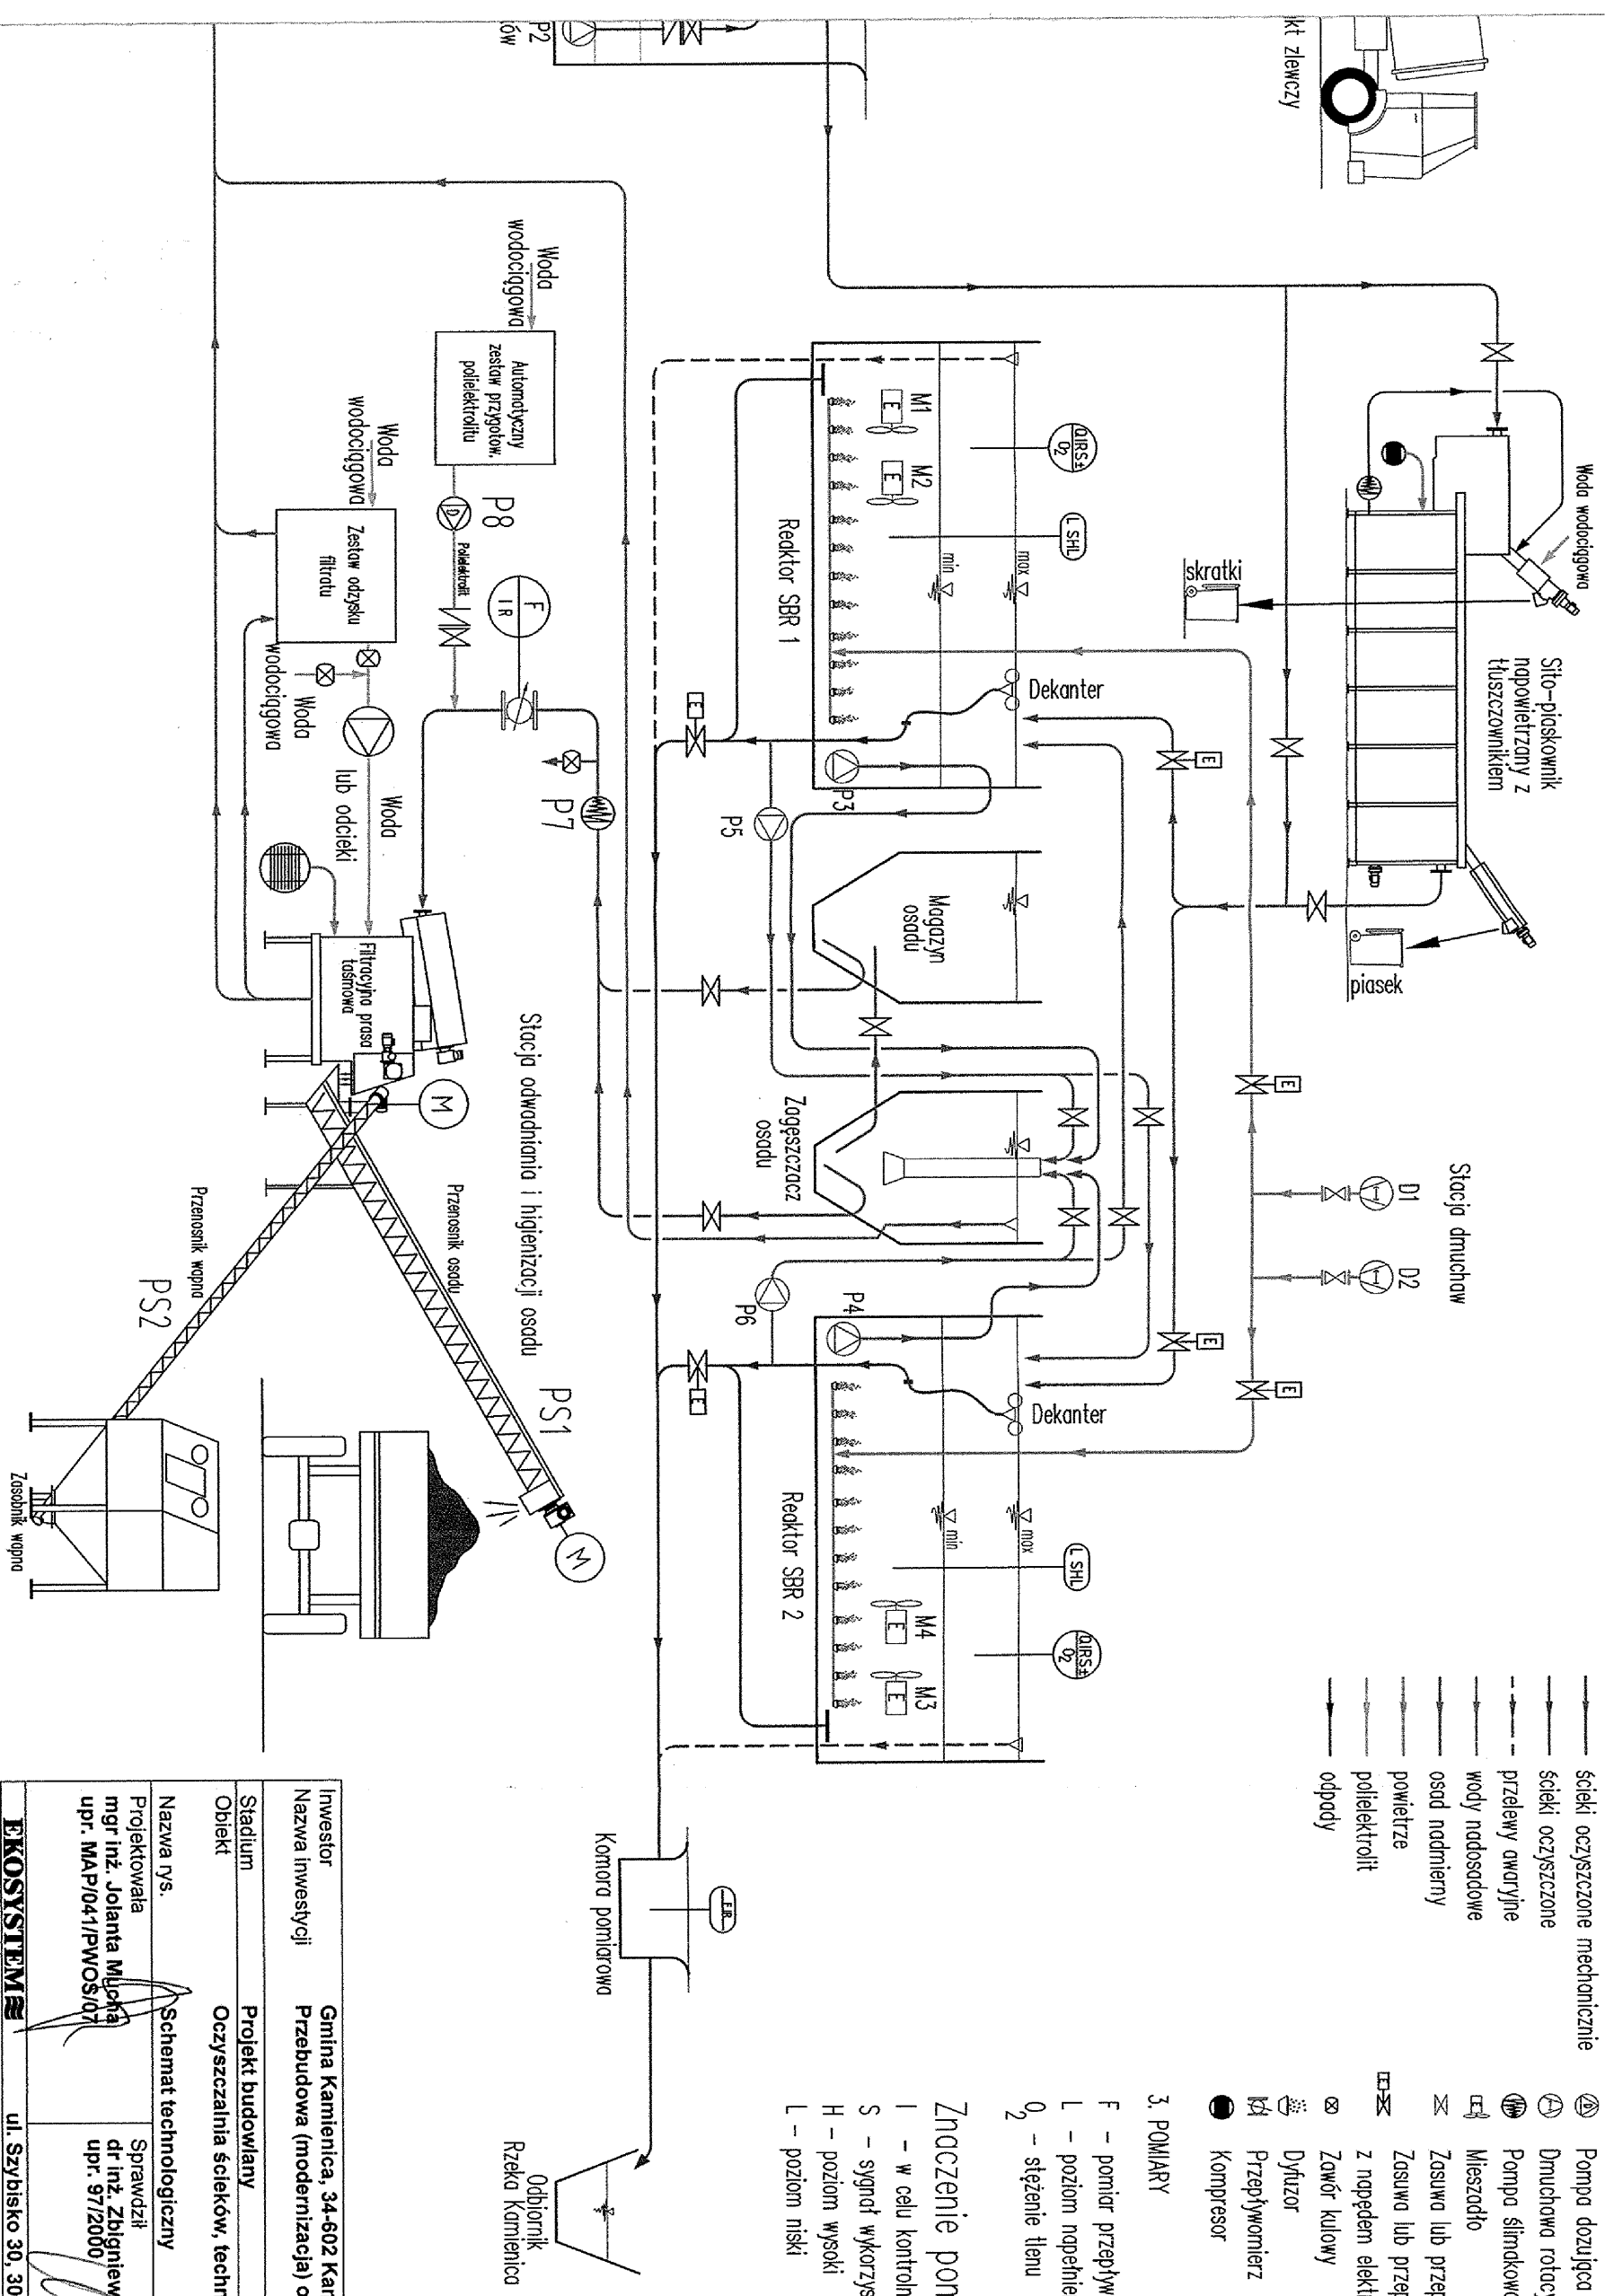 kt zlewczy
P2
ów
Woda wodociągowa
Sito-piaskownik
napowietrzany z
tłuszczownikiem
skratki
piasek
Stacja dmuchaw
D1
D2
E
E
E
E
QIRS±
O2
L SHL
M1
E
M2
E
max
min
Reaktor SBR 1
Dekanter
P3
P5
E
Magazyn
osadu
Zagęszczacz
osadu
P6
P4
E
Dekanter
max
min
Reaktor SBR 2
L SHL
QIRS±
O2
M4
E
M3
E
Woda
wodociągowa
Automatyczny
zestaw przygotow.
polielektrolitu
P8
D
Polielektrolit
F
I R
P7
Woda
wodociągowa
Zestaw odzysku
filtratu
Woda
wodociągowa
Woda
lub odcieki
Filtracyjna prasa
taśmowa
M
Stacja odwadniania i higienizacji osadu
Przenosnik osadu
PS1
M
Przenosnik wapna
PS2
Zasobnik wapna
Komora pomiarowa
FIR
Odbiornik
Rzeka Kamienica
ścieki oczyszczone mechanicznie
ścieki oczyszczone
przelewy awaryjne
wody nadosadowe
osad nadmierny
powietrze
polielektrolit
odpady
Pompa dozująca
Dmuchawa rotacy
Pompa ślimakowa
Mieszadło
Zasuwa lub przep
Zasuwa lub przep
z napędem elekt
Zawór kulowy
Dyfuzor
Przepływomierz
Kompresor
3. POMIARY
F - pomiar przepływ
L - poziom napełnie
O2 - stężenie tlenu
Znaczenie pon
I - w celu kontroln
S - sygnał wykorzys
H - poziom wysoki
L - poziom niski
Inwestor
Gmina Kamienica, 34-602 Kar
Nazwa inwestycji
Przebudowa (modernizacja) o
Stadium
Projekt budowlany
Obiekt
Oczyszczalnia ścieków, techn
Nazwa rys.
Schemat technologiczny
Projektowała
mgr inż. Jolanta Mucha
upr. MAP/041/PWOS/07
Sprawdził
dr inż. Zbigniew
upr. 97/2000
EKOSYSTEM
ul. Szybisko 30, 30